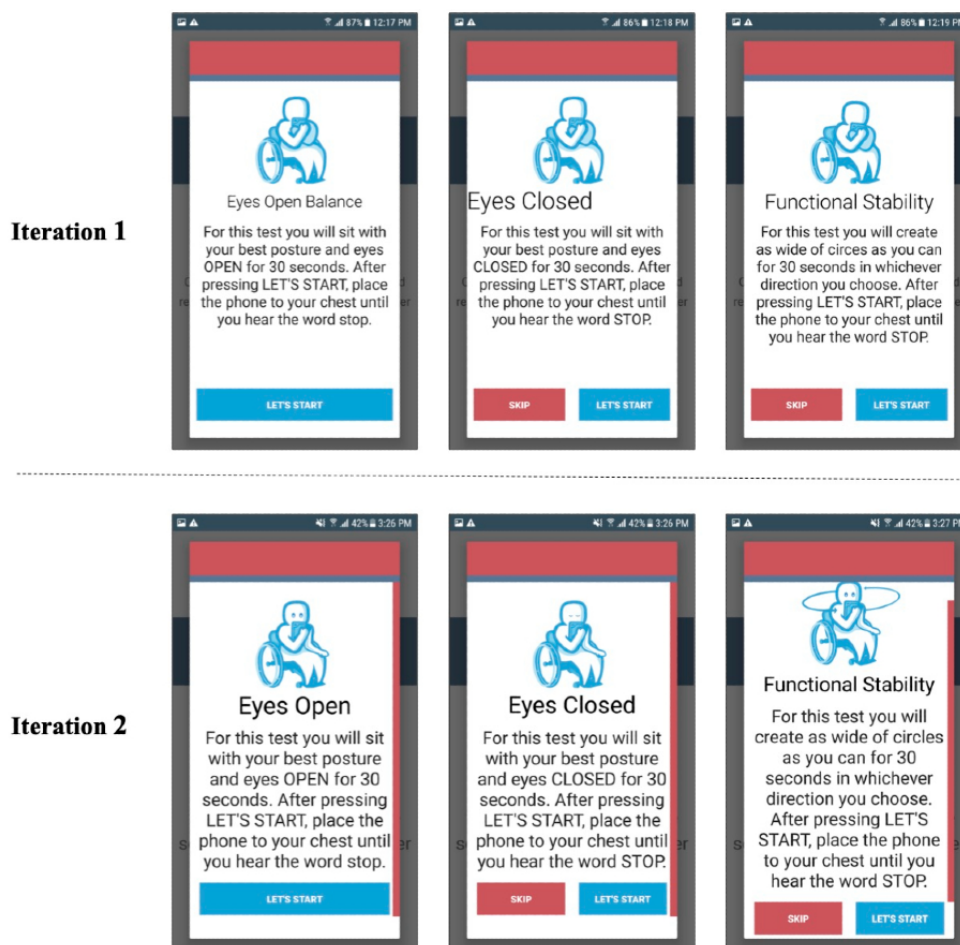 87% 12:17 PM
86% 12:18 PM
86% 12:19 PM
Iteration 1
Eyes Open Balance
For this test you will sit with
your best posture and eyes
OPEN for 30 seconds. After
pressing LET'S START, place
the phone to your chest until
you hear the word stop.
LET'S START
Eyes Closed
For this test you will sit with
your best posture and eyes
CLOSED for 30 seconds. After
pressing LET'S START, place
the phone to your chest until
you hear the word STOP.
SKIP
LET'S START
Functional Stability
For this test you will create
as wide of circes as you can
for 30 seconds in whichever
direction you choose. After
pressing LET'S START, place
the phone to your chest until
you hear the word STOP.
SKIP
LET'S START
42% 3:26 PM
42% 3:26 PM
42% 3:27 PM
Iteration 2
Eyes Open
For this test you will sit
with your best posture
and eyes OPEN for 30
seconds. After pressing
LET'S START, place the
phone to your chest until
you hear the word stop.
LET'S START
Eyes Closed
For this test you will sit
with your best posture
and eyes CLOSED for 30
seconds. After pressing
LET'S START, place the
phone to your chest until
you hear the word STOP.
SKIP
LET'S START
Functional Stability
For this test you will
create as wide of circles
as you can for 30
seconds in whichever
direction you choose.
After pressing LET'S
START, place the phone
to your chest until you
hear the word STOP.
SKIP
LET'S START